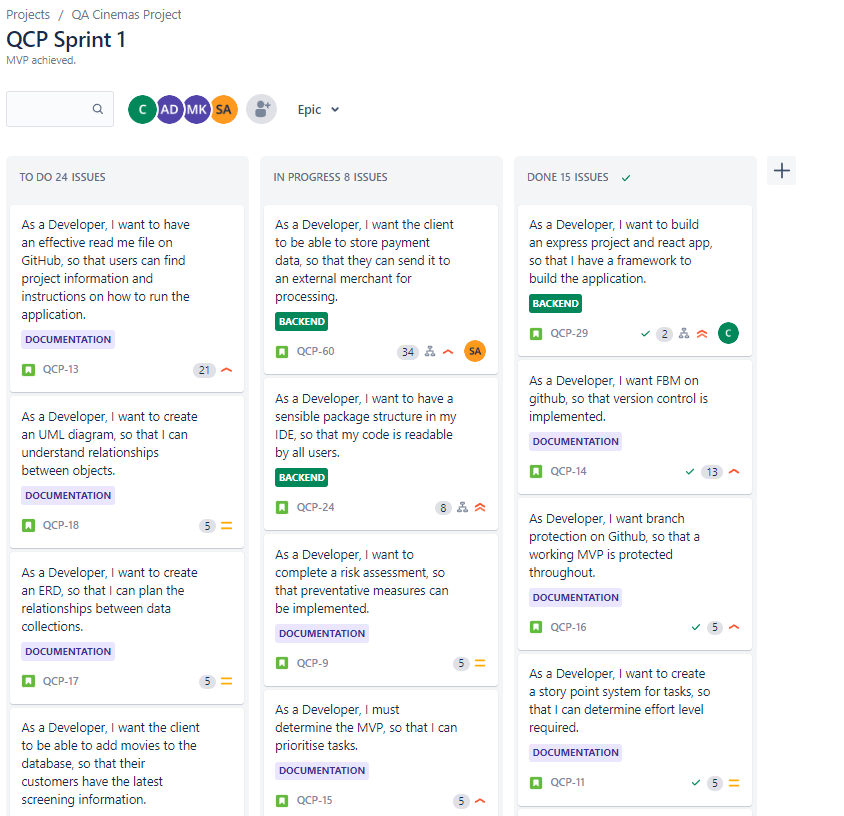 Projects / QA Cinemas Project
QCP Sprint 1
MVP achieved.
C AD MK SA Epic
TO DO 24 ISSUES
As a Developer, I want to have
an effective read me file on
GitHub, so that users can find
project information and
instructions on how to run the
application.
DOCUMENTATION
QCP-13 21
As a Developer, I want to create
an UML diagram, so that I can
understand relationships
between objects.
DOCUMENTATION
QCP-18 5
As a Developer, I want to create
an ERD, so that I can plan the
relationships between data
collections.
DOCUMENTATION
QCP-17 5
As a Developer, I want the client
to be able to add movies to the
database, so that their
customers have the latest
screening information.
IN PROGRESS 8 ISSUES
As a Developer, I want the client
to be able to store payment
data, so that they can send it to
an external merchant for
processing.
BACKEND
QCP-60 34 SA
As a Developer, I want to have a
sensible package structure in my
IDE, so that my code is readable
by all users.
BACKEND
QCP-24 8
As a Developer, I want to
complete a risk assessment, so
that preventative measures can
be implemented.
DOCUMENTATION
QCP-9 5
As a Developer, I must
determine the MVP, so that I can
prioritise tasks.
DOCUMENTATION
QCP-15 5
DONE 15 ISSUES
As a Developer, I want to build
an express project and react app,
so that I have a framework to
build the application.
BACKEND
QCP-29 2 C
As a Developer, I want FBM on
github, so that version control is
implemented.
DOCUMENTATION
QCP-14 13
As Developer, I want branch
protection on Github, so that a
working MVP is protected
throughout.
DOCUMENTATION
QCP-16 5
As a Developer, I want to create
a story point system for tasks, so
that I can determine effort level
required.
DOCUMENTATION
QCP-11 5